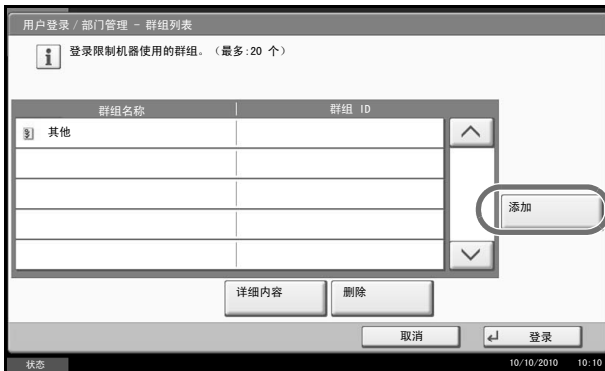 用户登录 / 部门管理 - 群组列表
登录限制机器使用的群组。（最多:20 个）
群组名称 群组 ID
其他
添加
详细内容 删除
取消 登录
状态 10/10/2010 10:10